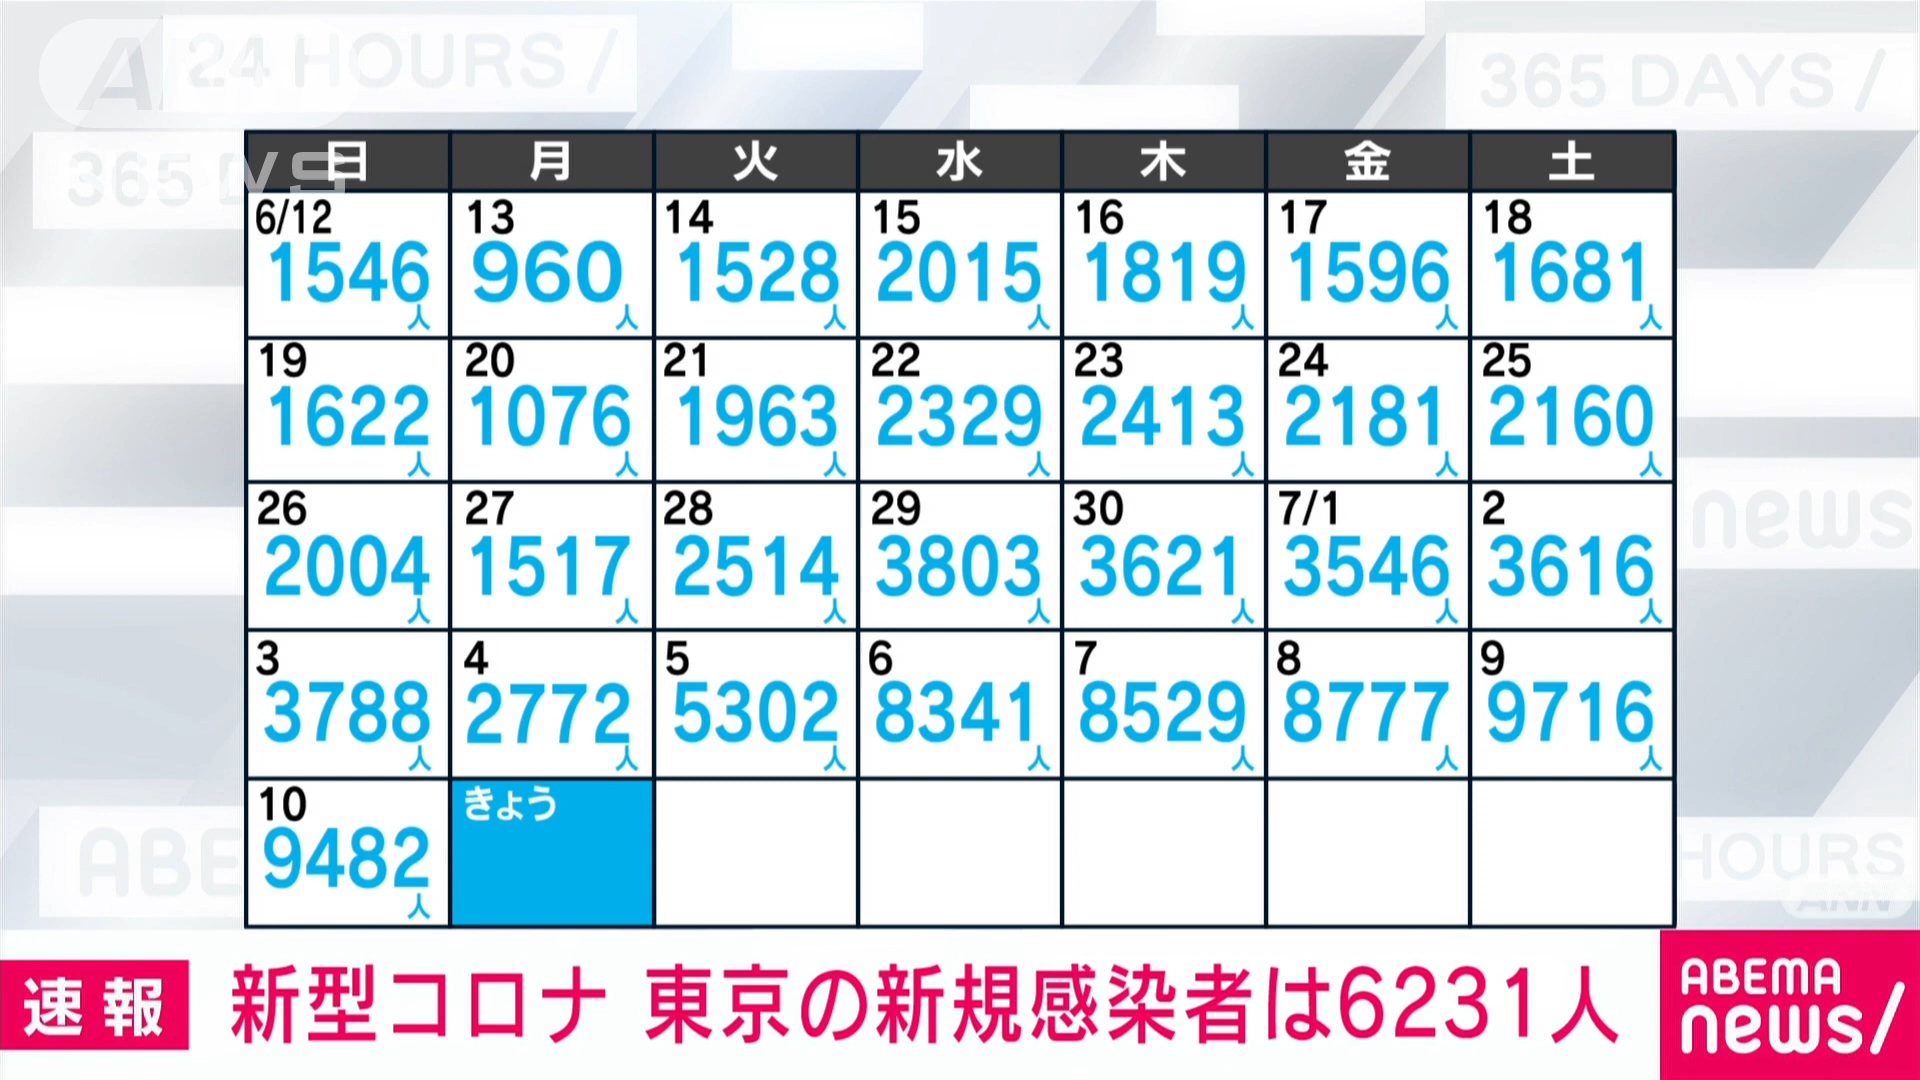 24 HOURS /
365 DAYS /
日 月 火 水 木 金 土
6/12 13 14 15 16 17 18
1546人 960人 1528人 2015人 1819人 1596人 1681人
19 20 21 22 23 24 25
1622人 1076人 1963人 2329人 2413人 2181人 2160人
26 27 28 29 30 7/1 2
2004人 1517人 2514人 3803人 3621人 3546人 3616人
news
3 4 5 6 7 8 9
3788人 2772人 5302人 8341人 8529人 8777人 9716人
10 きょう
9482人
HOURS
ANN
速報 新型コロナ 東京の新規感染者は6231人
ABEMA
news/